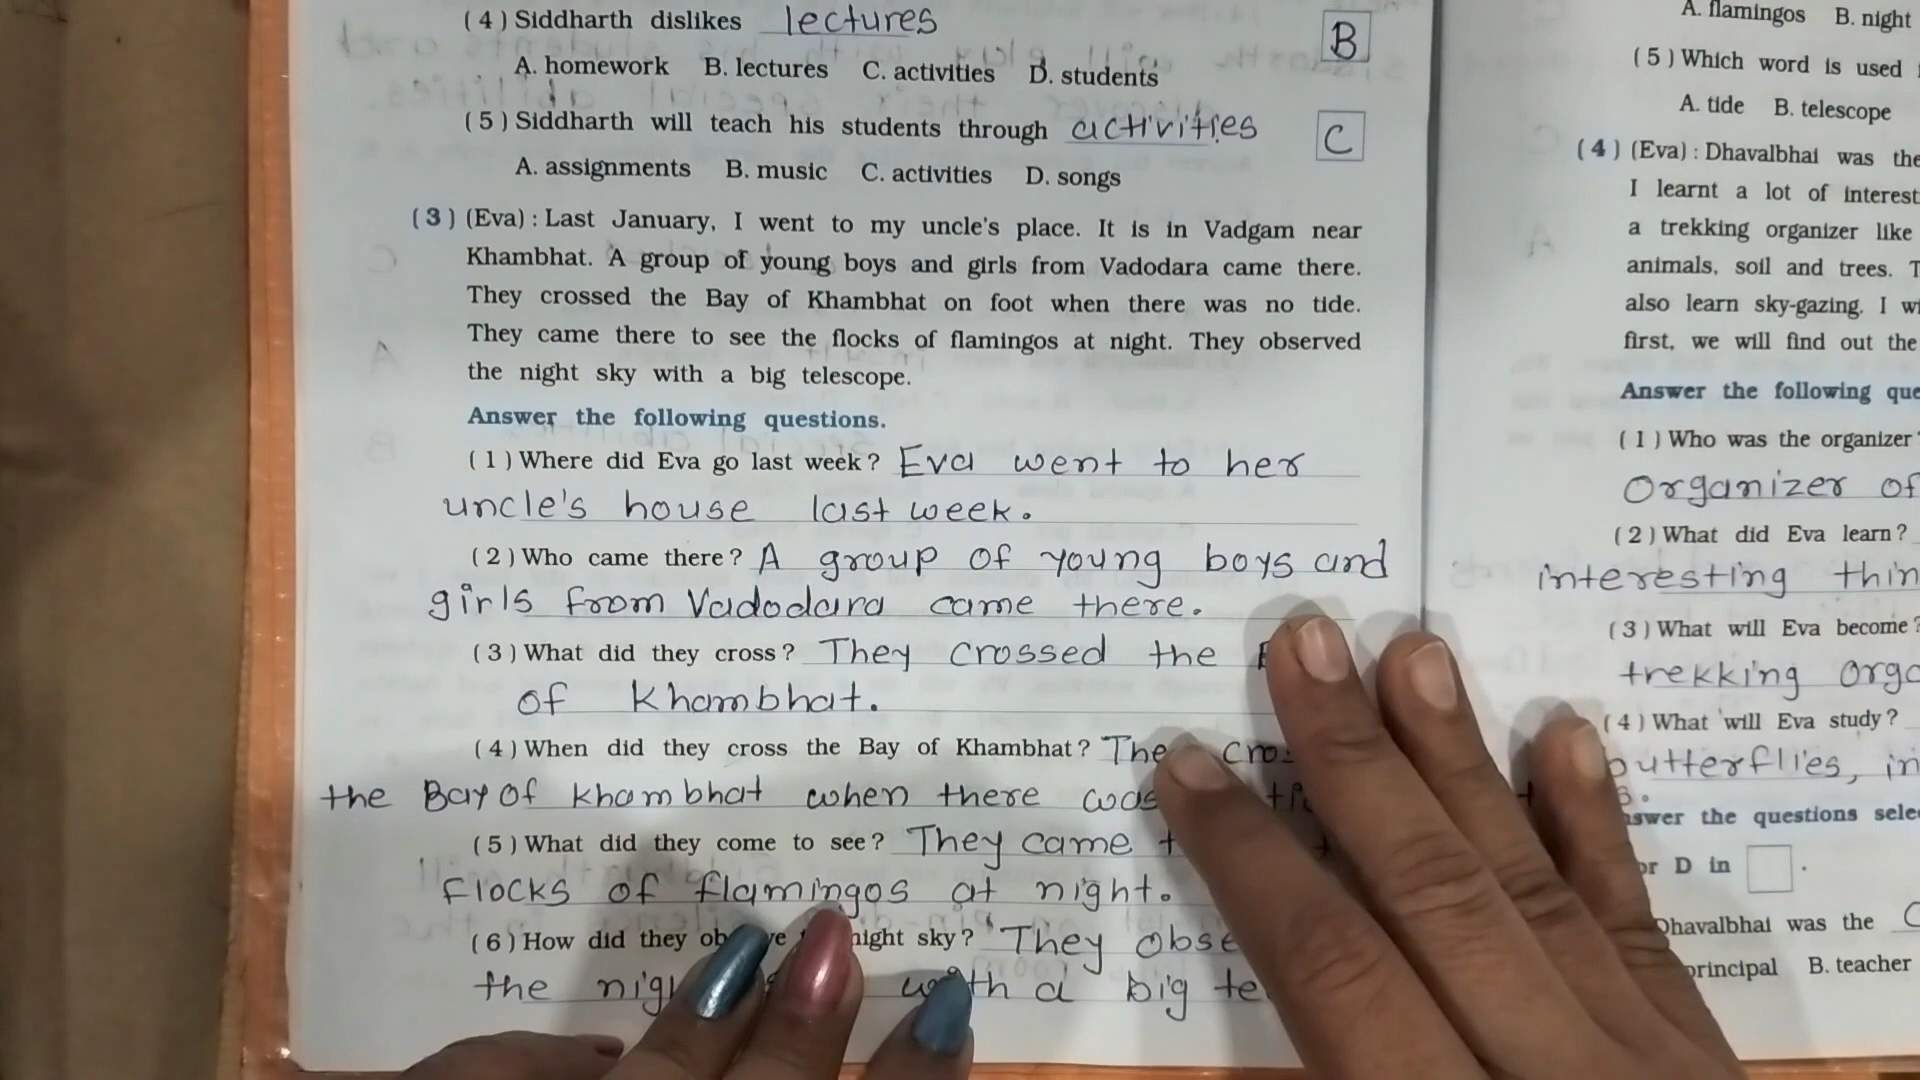 (4) Siddharth dislikes lectures
B
A. homework B. lectures C. activities D. students
(5) Siddharth will teach his students through activities.
C
A. assignments B. music C. activities D. songs
(3) (Eva) : Last January, I went to my uncle's place. It is in Vadgam near
Khambhat. A group of young boys and girls from Vadodara came there.
They crossed the Bay of Khambhat on foot when there was no tide.
They came there to see the flocks of flamingos at night. They observed
the night sky with a big telescope.
Answer the following questions.
(1) Where did Eva go last week? Eva went to her
uncle's house last week.
(2) Who came there? A group of young boys and
girls from Vadodara came there.
(3) What did they cross? They crossed the
of Khambhat.
(4) When did they cross the Bay of Khambhat?
the Bay of Khambhat when there was
(5) What did they come to see? They came
flocks of flamingos at night.
(6) How did they night sky? They
the with a big
A. flamingos B. night
(5) Which word is used
A. tide B. telescope
(4) (Eva) : Dhavalbhai was the
I learnt a lot of
a trekking organizer like
animals, soil and trees.
also learn sky-gazing. I
first, we will find out the
Answer the following
(1) Who was the organizer
Organizer of
(2) What did Eva learn?
interesting
(3) What will Eva become?
trekking
(4) What will Eva study?
butterflies,
the questions
or D in .
Dhavalbhai was the
principal B. teacher